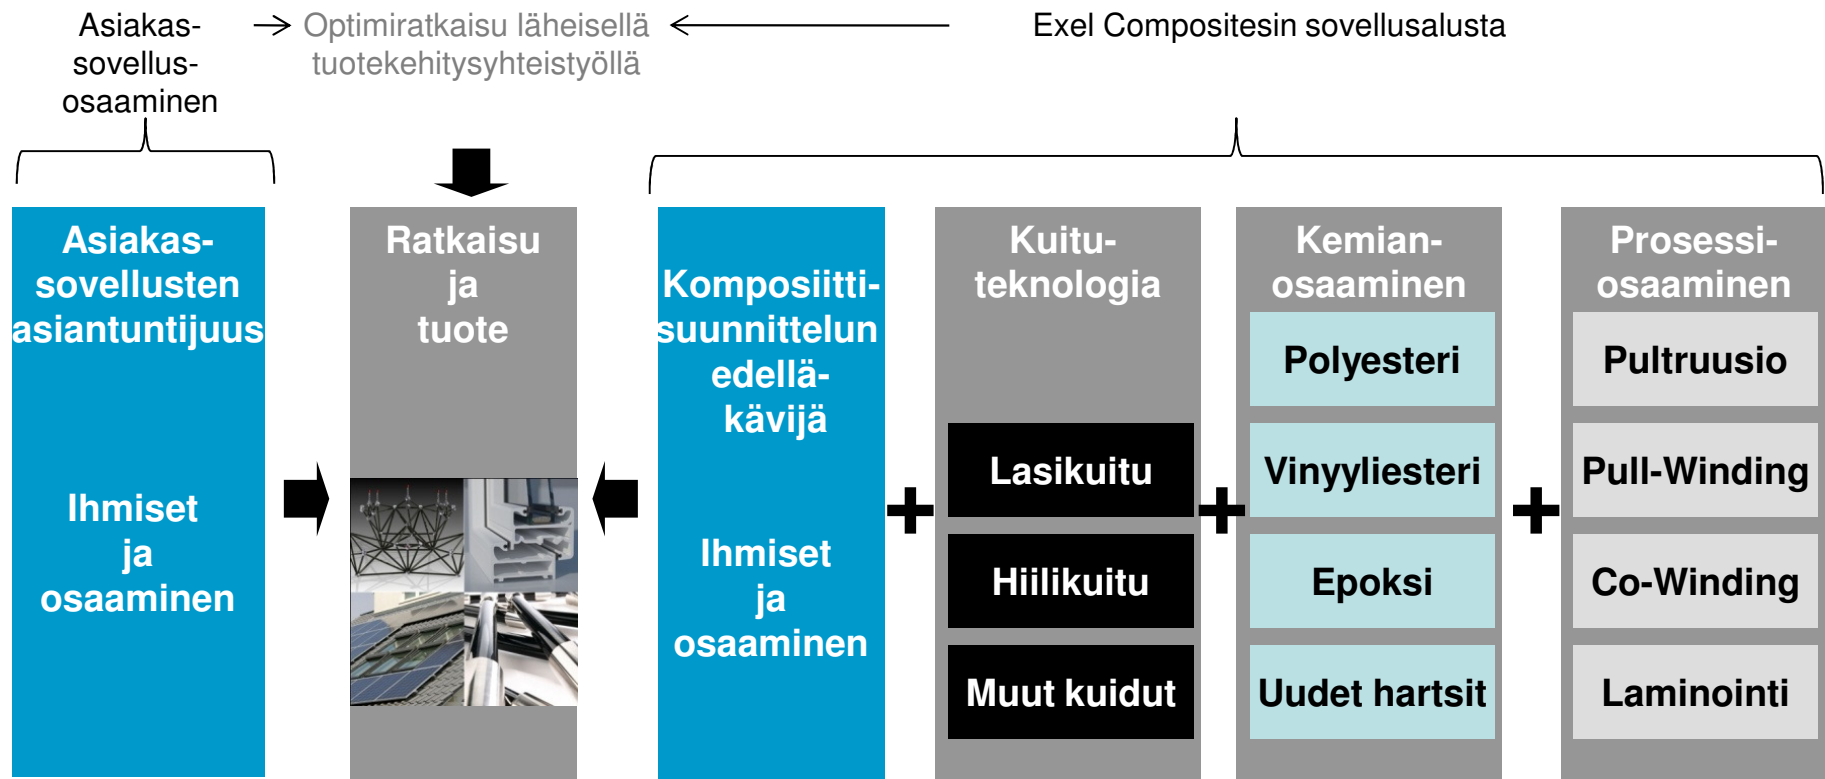 Asiakas-
sovellus-
osaaminen
Optimiratkaisu läheisellä
tuotekehitysyhteistyöllä
Exel Compositesin sovellusalusta
Asiakas-
sovellusten
asiantuntijuus
Ihmiset
ja
osaaminen
Ratkaisu
ja
tuote
Komposiitti-
suunnittelun
edellä-
kävijä
Ihmiset
ja
osaaminen
Kuitu-
teknologia
Lasikuitu
Hiilikuitu
Muut kuidut
Kemian-
osaaminen
Polyesteri
Vinyyliesteri
Epoksi
Uudet hartsit
Prosessi-
osaaminen
Pultruusio
Pull-Winding
Co-Winding
Laminointi